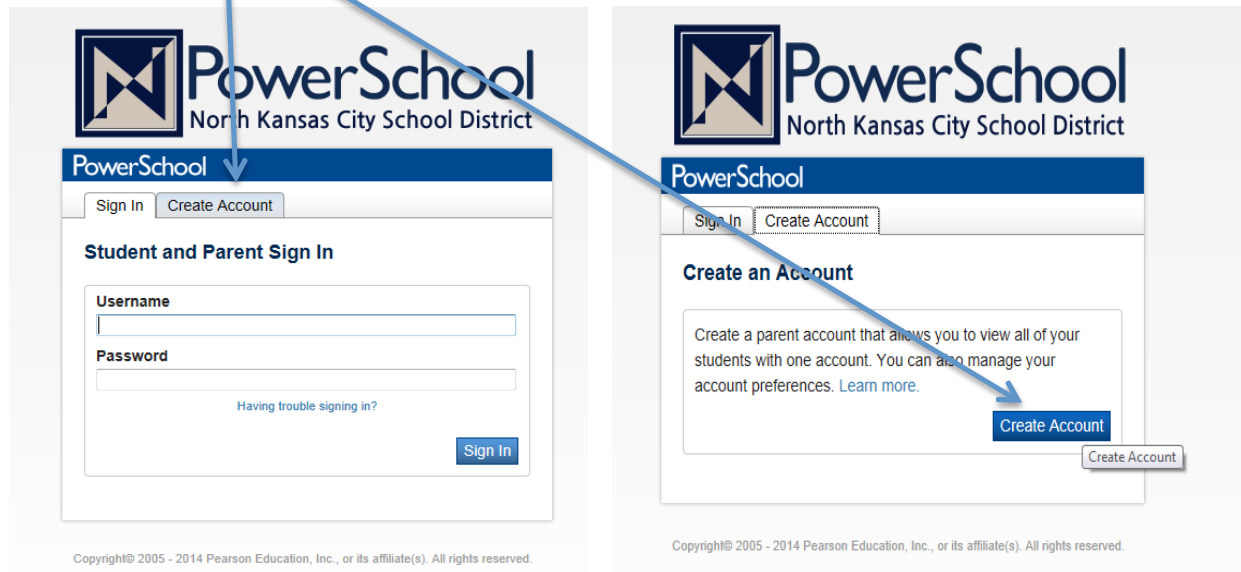 PowerSchool
North Kansas City School District
PowerSchool
Sign In Create Account
Student and Parent Sign In
Username
Password
Having trouble signing in?
Sign In
Copyright© 2005 - 2014 Pearson Education, Inc., or its affiliate(s). All rights reserved.
PowerSchool
North Kansas City School District
PowerSchool
Sign In Create Account
Create an Account
Create a parent account that allows you to view all of your
students with one account. You can also manage your
account preferences. Learn more.
Create Account
Create Account
Copyright© 2005 - 2014 Pearson Education, Inc., or its affiliate(s). All rights reserved.